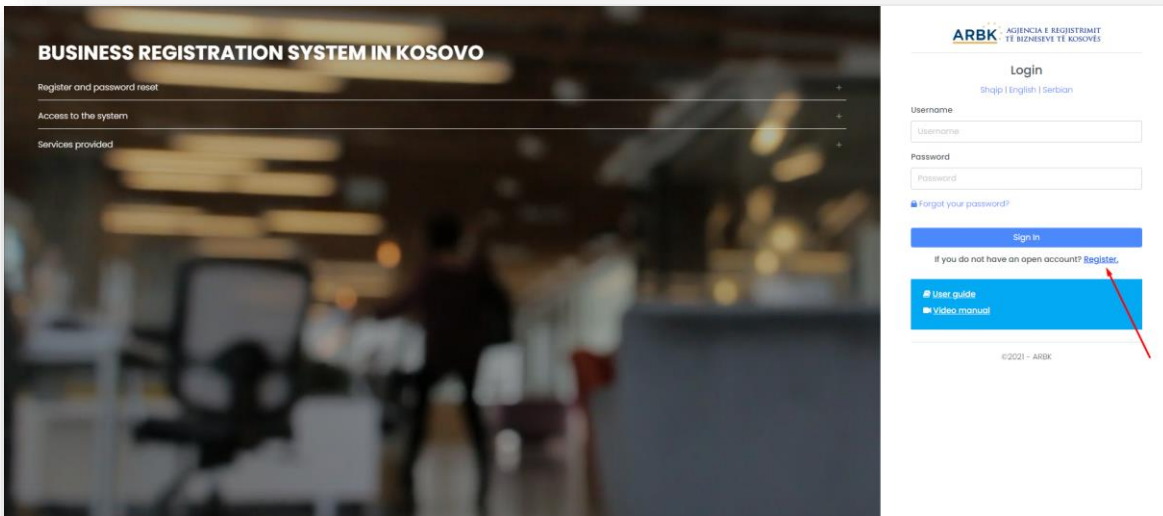 BUSINESS REGISTRATION SYSTEM IN KOSOVO
Register and password reset
+
Access to the system
+
Services provided
+
ARBK
AGJENCIA E REGJISTRIMIT
TË BIZNESEVE TË KOSOVËS
Login
Shqip | English | Serbian
Username
Username
Password
Password
Forgot your password?
Sign In
If you do not have an open account? Register.
User guide
Video manual
©2021 - ARBK